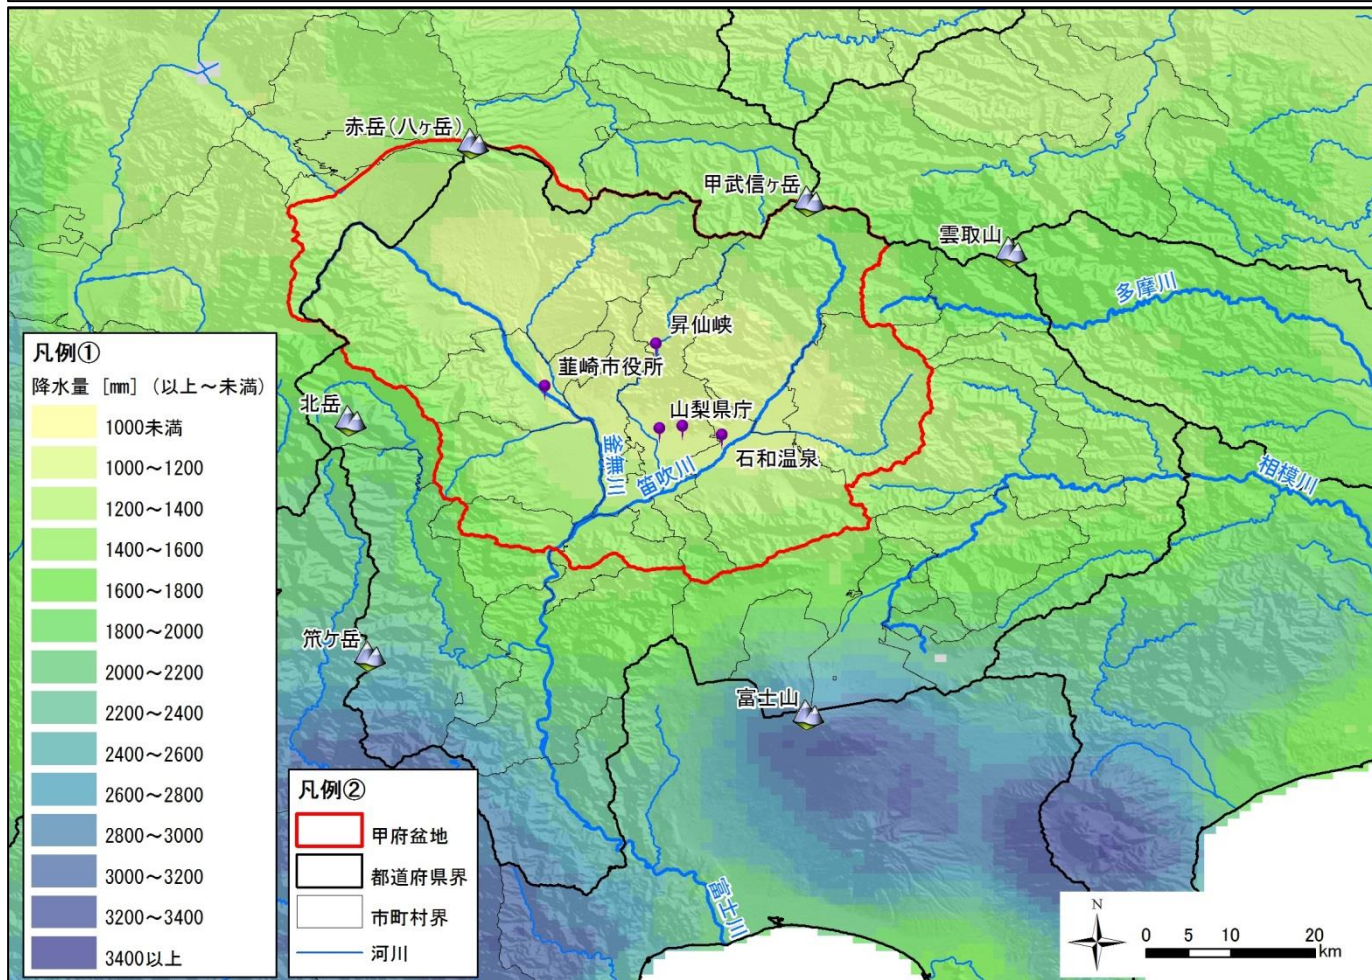 赤岳(八ヶ岳)
甲武信ヶ岳
雲取山
多摩川
昇仙峡
韮崎市役所
北岳
山梨県庁
石和温泉
釜無川
笛吹川
相模川
笊ケ岳
富士山
富士川
凡例①
降水量 [mm] (以上~未満)
1000未満
1000~1200
1200~1400
1400~1600
1600~1800
1800~2000
2000~2200
2200~2400
2400~2600
2600~2800
2800~3000
3000~3200
3200~3400
3400以上
凡例②
甲府盆地
都道府県界
市町村界
河川
N
0 5 10 20
km